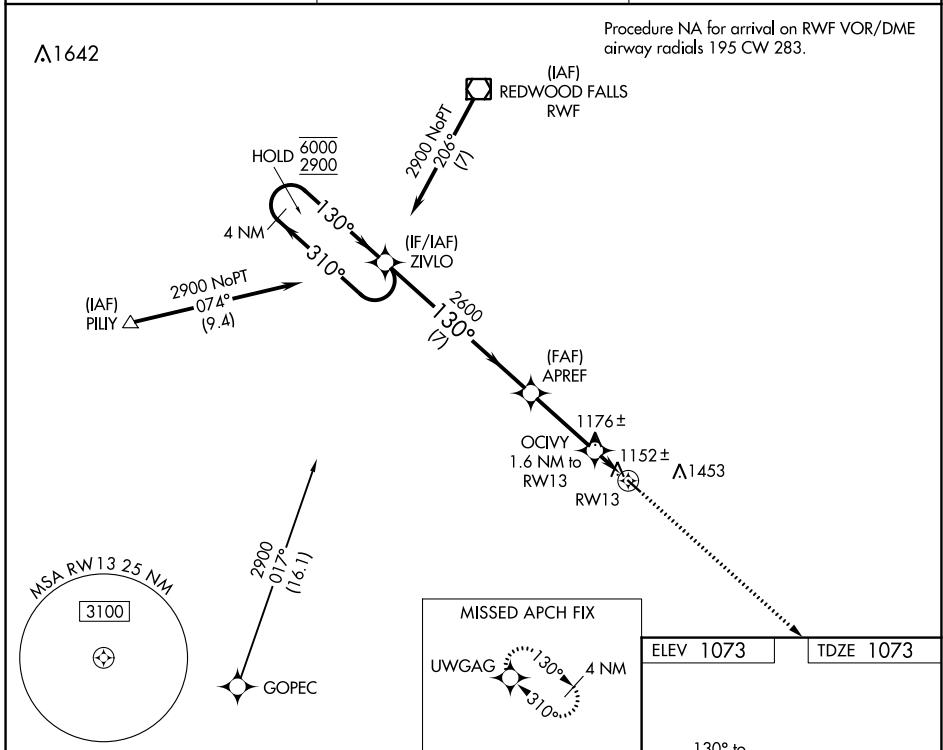 Procedure NA for arrival on RWF VOR/DME
airway radials 195 CW 283.
1642
(IAF)
REDWOOD FALLS
RWF
2900 NoPT
206°
(7)
HOLD
6000
2900
130°
4 NM
310°
(IF/IAF)
ZIVLO
2900 NoPT
074°
(9.4)
(IAF)
PILIY
2600
130°
(7)
(FAF)
APREF
1176 ±
OCIVY
1.6 NM to
RW13
1152 ±
1453
RW13
2900
017°
(16.1)
GOPEC
MSA RW13 25 NM
3100
MISSED APCH FIX
UWGAG
130°
4 NM
310°
ELEV 1073
TDZE 1073
130° to